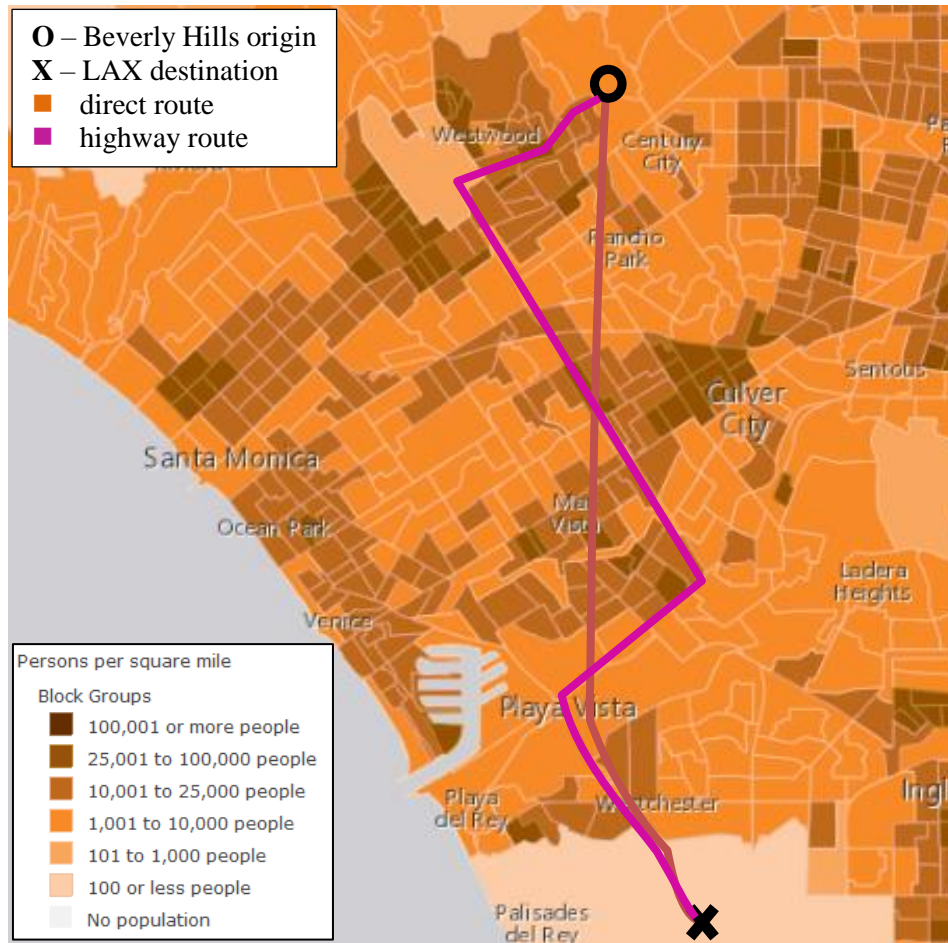 O – Beverly Hills origin
X – LAX destination
direct route
highway route
Westwood
Century
City
Rancho
Park
Sentous
Culver
City
Santa Monica
Mar
Vista
Ocean Park
Ladera
Heights
Venice
Playa Vista
Playa
del Rey
Westchester
Ingl
Palisades
del Rey
Persons per square mile
Block Groups
100,001 or more people
25,001 to 100,000 people
10,001 to 25,000 people
1,001 to 10,000 people
101 to 1,000 people
100 or less people
No population